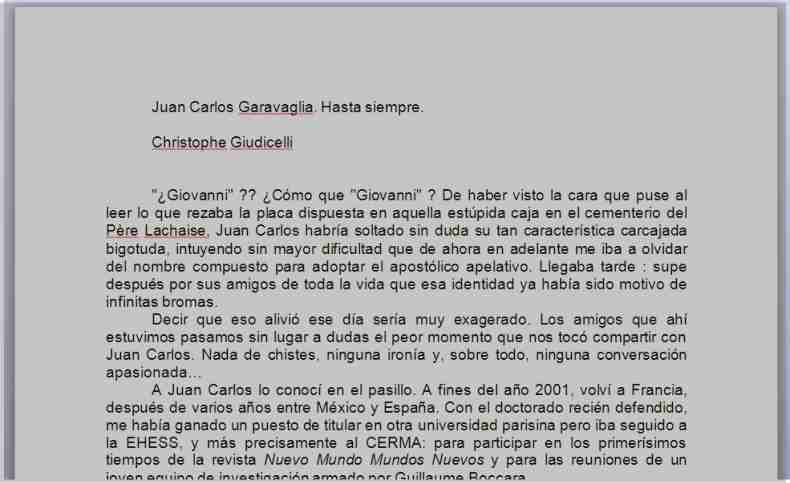 Juan Carlos Garavaglia. Hasta siempre.
Christophe Giudicelli
"¿Giovanni" ?? ¿Cómo que "Giovanni" ? De haber visto la cara que puse al
leer lo que rezaba la placa dispuesta en aquella estúpida caja en el cementerio del
Père Lachaise, Juan Carlos habría soltado sin duda su tan característica carcajada
bigotuda, intuyendo sin mayor dificultad que de ahora en adelante me iba a olvidar
del nombre compuesto para adoptar el apostólico apelativo. Llegaba tarde : supe
después por sus amigos de toda la vida que esa identidad ya había sido motivo de
infinitas bromas.
Decir que eso alivió ese día sería muy exagerado. Los amigos que ahí
estuvimos pasamos sin lugar a dudas el peor momento que nos tocó compartir con
Juan Carlos. Nada de chistes, ninguna ironía y, sobre todo, ninguna conversación
apasionada…
A Juan Carlos lo conocí en el pasillo. A fines del año 2001, volví a Francia,
después de varios años entre México y España. Con el doctorado recién defendido,
me había ganado un puesto de titular en otra universidad parisina pero iba seguido a
la EHESS, y más precisamente al CERMA: para participar en los primerísimos
tiempos de la revista Nuevo Mundo Mundos Nuevos y para las reuniones de un
joven equipo de investigación armado por Guillaume Boccara